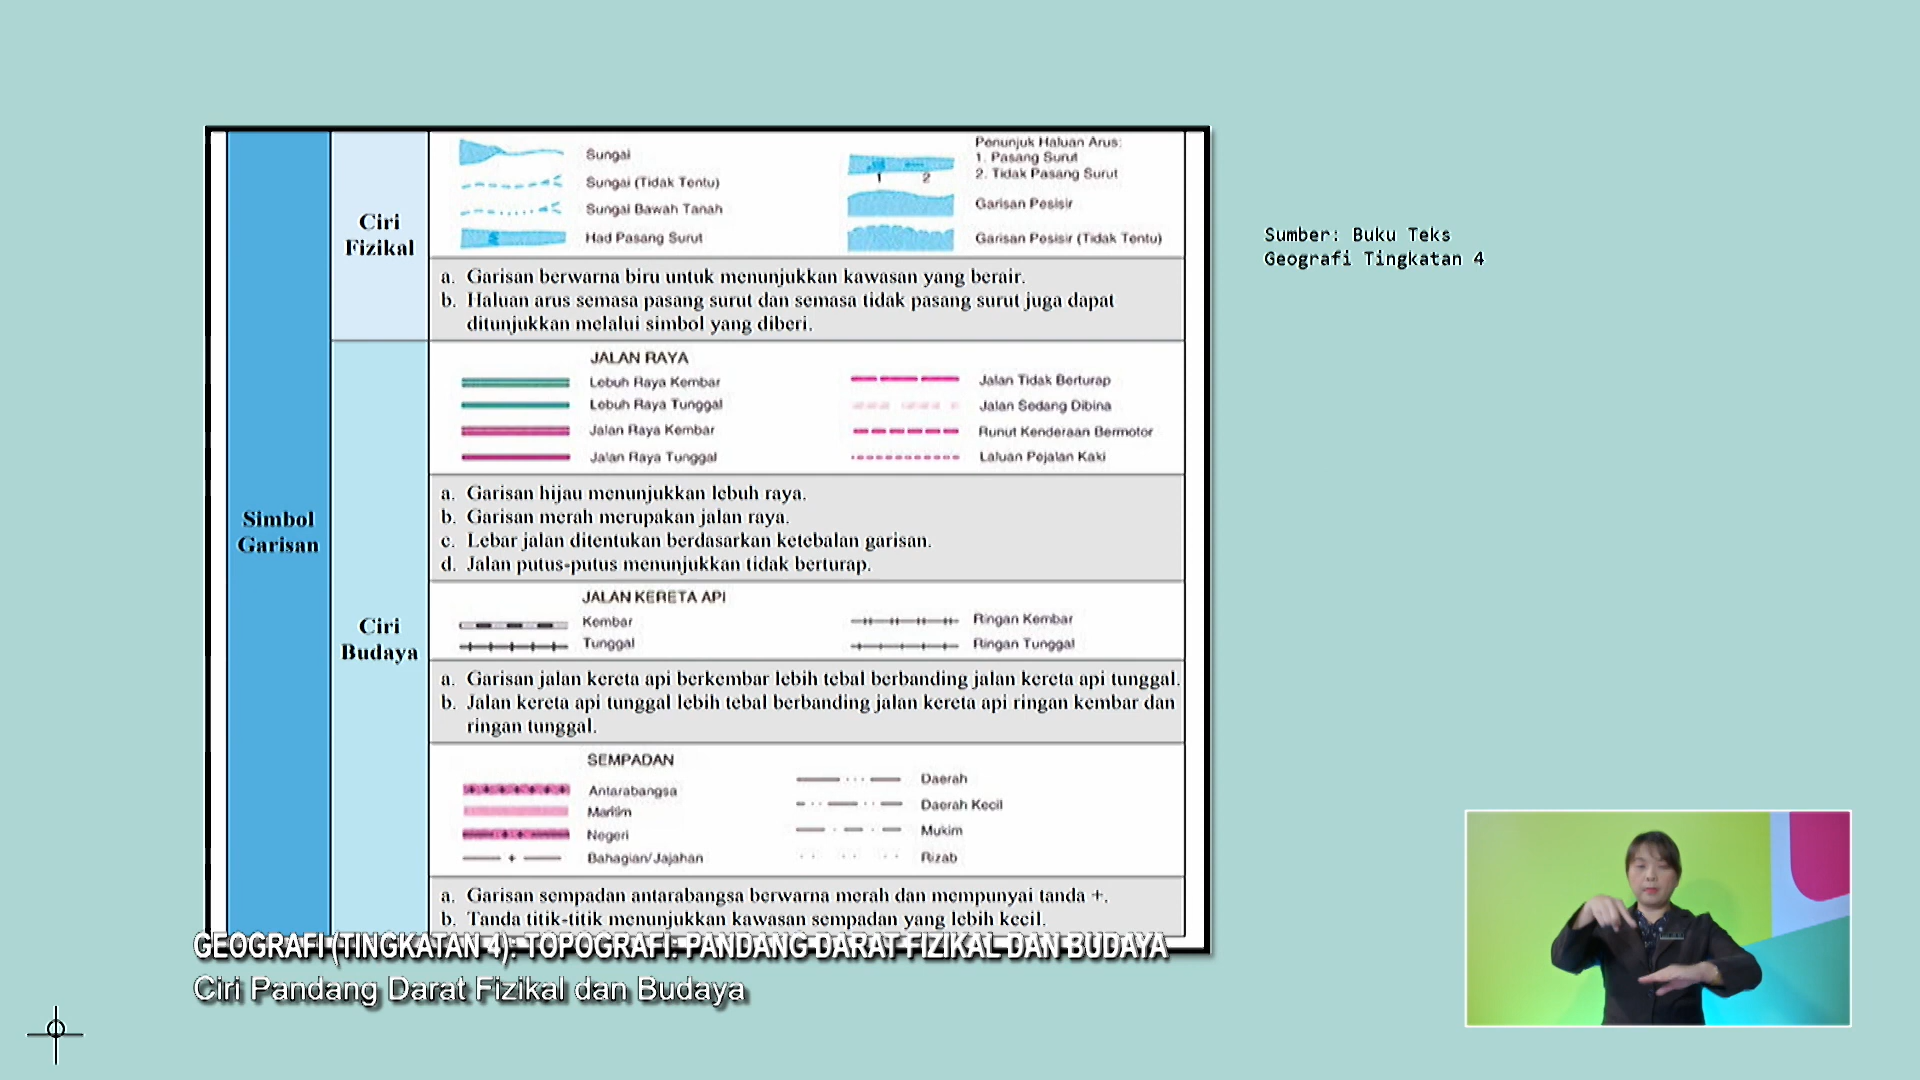 Simbol
Garisan
Ciri
Fizikal
Sungai
Sungai (Tidak Tentu)
Sungai Bawah Tanah
Had Pasang Surut
Penunjuk Haluan Arus:
1. Pasang Surut
2. Tidak Pasang Surut
1 2
Garisan Pesisir
Garisan Pesisir (Tidak Tentu)
a. Garisan berwarna biru untuk menunjukkan kawasan yang berair.
b. Haluan arus semasa pasang surut dan semasa tidak pasang surut juga dapat
ditunjukkan melalui simbol yang diberi.
Ciri
Budaya
JALAN RAYA
Lebuh Raya Kembar
Lebuh Raya Tunggal
Jalan Raya Kembar
Jalan Raya Tunggal
Jalan Tidak Berturap
Jalan Sedang Dibina
Runut Kenderaan Bermotor
Laluan Pejalan Kaki
a. Garisan hijau menunjukkan lebuh raya.
b. Garisan merah merupakan jalan raya.
c. Lebar jalan ditentukan berdasarkan ketebalan garisan.
d. Jalan putus-putus menunjukkan tidak berturap.
JALAN KERETA API
Kembar
Tunggal
Ringan Kembar
Ringan Tunggal
a. Garisan jalan kereta api berkembar lebih tebal berbanding jalan kereta api tunggal.
b. Jalan kereta api tunggal lebih tebal berbanding jalan kereta api ringan kembar dan
ringan tunggal.
SEMPADAN
Antarabangsa
Maritim
Negeri
Bahagian/Jajahan
Daerah
Daerah Kecil
Mukim
Rizab
a. Garisan sempadan antarabangsa berwarna merah dan mempunyai tanda +.
b. Tanda titik-titik menunjukkan kawasan sempadan yang lebih kecil.
Sumber: Buku Teks
Geografi Tingkatan 4
GEOGRAFI (TINGKATAN 4): TOPOGRAFI: PANDANG DARAT FIZIKAL DAN BUDAYA
Ciri Pandang Darat Fizikal dan Budaya